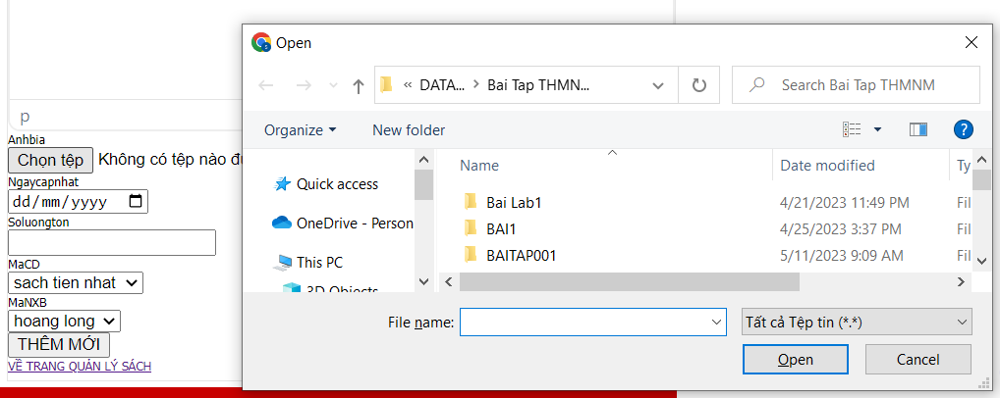 p
Anhbia
Chọn tệp Không có tệp nào đư
Ngaycapnhat
dd/mm/yyyy
Soluongton
MaCD
sach tien nhat
MaNXB
hoang long
THÊM MỚI
VỀ TRANG QUẢN LÝ SÁCH
Open
« DATA... > Bai Tap THMN...
Search Bai Tap THMNM
Organize
New folder
Quick access
OneDrive - Person
This PC
3D Objects
Name Date modified Ty
Bai Lab1 4/21/2023 11:49 PM Fil
BAI1 4/25/2023 3:37 PM Fil
BAITAP001 5/11/2023 9:09 AM Fil
File name:
Tất cả Tệp tin (*.*)
Open Cancel